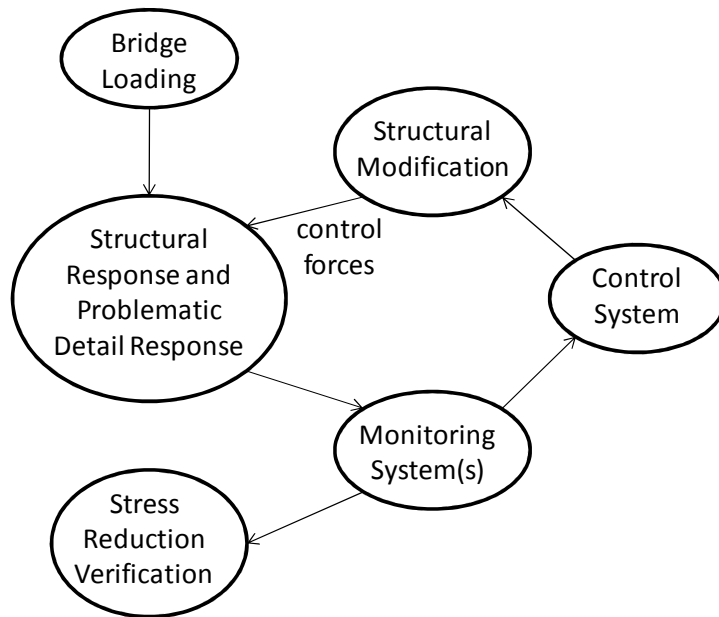 Bridge
Loading
Structural
Modification
control
forces
Structural
Response and
Problematic
Detail Response
Control
System
Monitoring
System(s)
Stress
Reduction
Verification